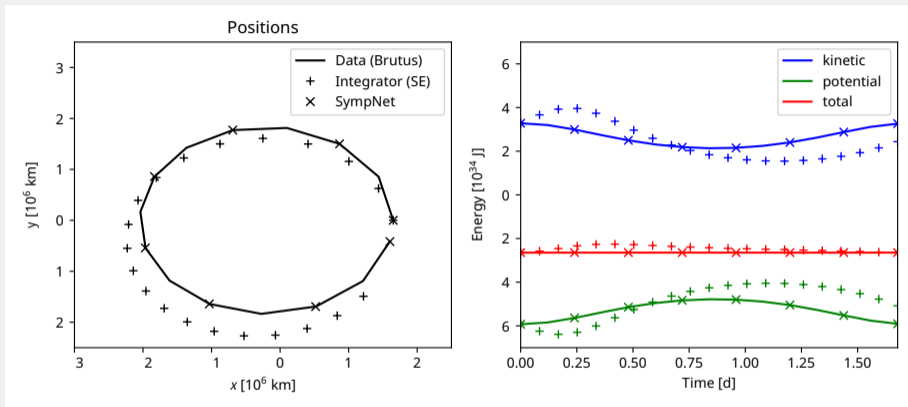 Positions
Data (Brutus)
Integrator (SE)
SympNet
3
2
1
0
1
2
y [10⁶ km]
3
2
1
0
1
2
x [10⁶ km]
kinetic
potential
total
6
4
2
0
2
4
6
Energy [10³⁴ J]
0.00
0.25
0.50
0.75
1.00
1.25
1.50
Time [d]